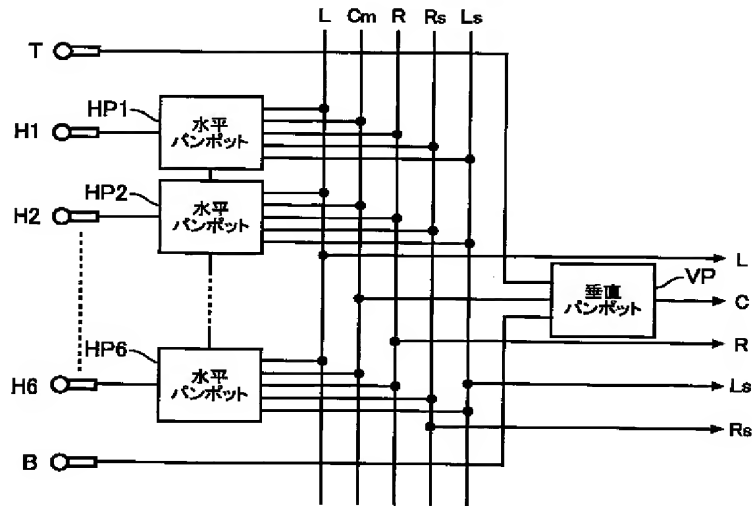 L Cm R Rs Ls
T
HP1
H1
水平
パンポット
HP2
H2
水平
パンポット
L
VP
垂直
パンポット
C
R
HP6
H6
水平
パンポット
Ls
Rs
B